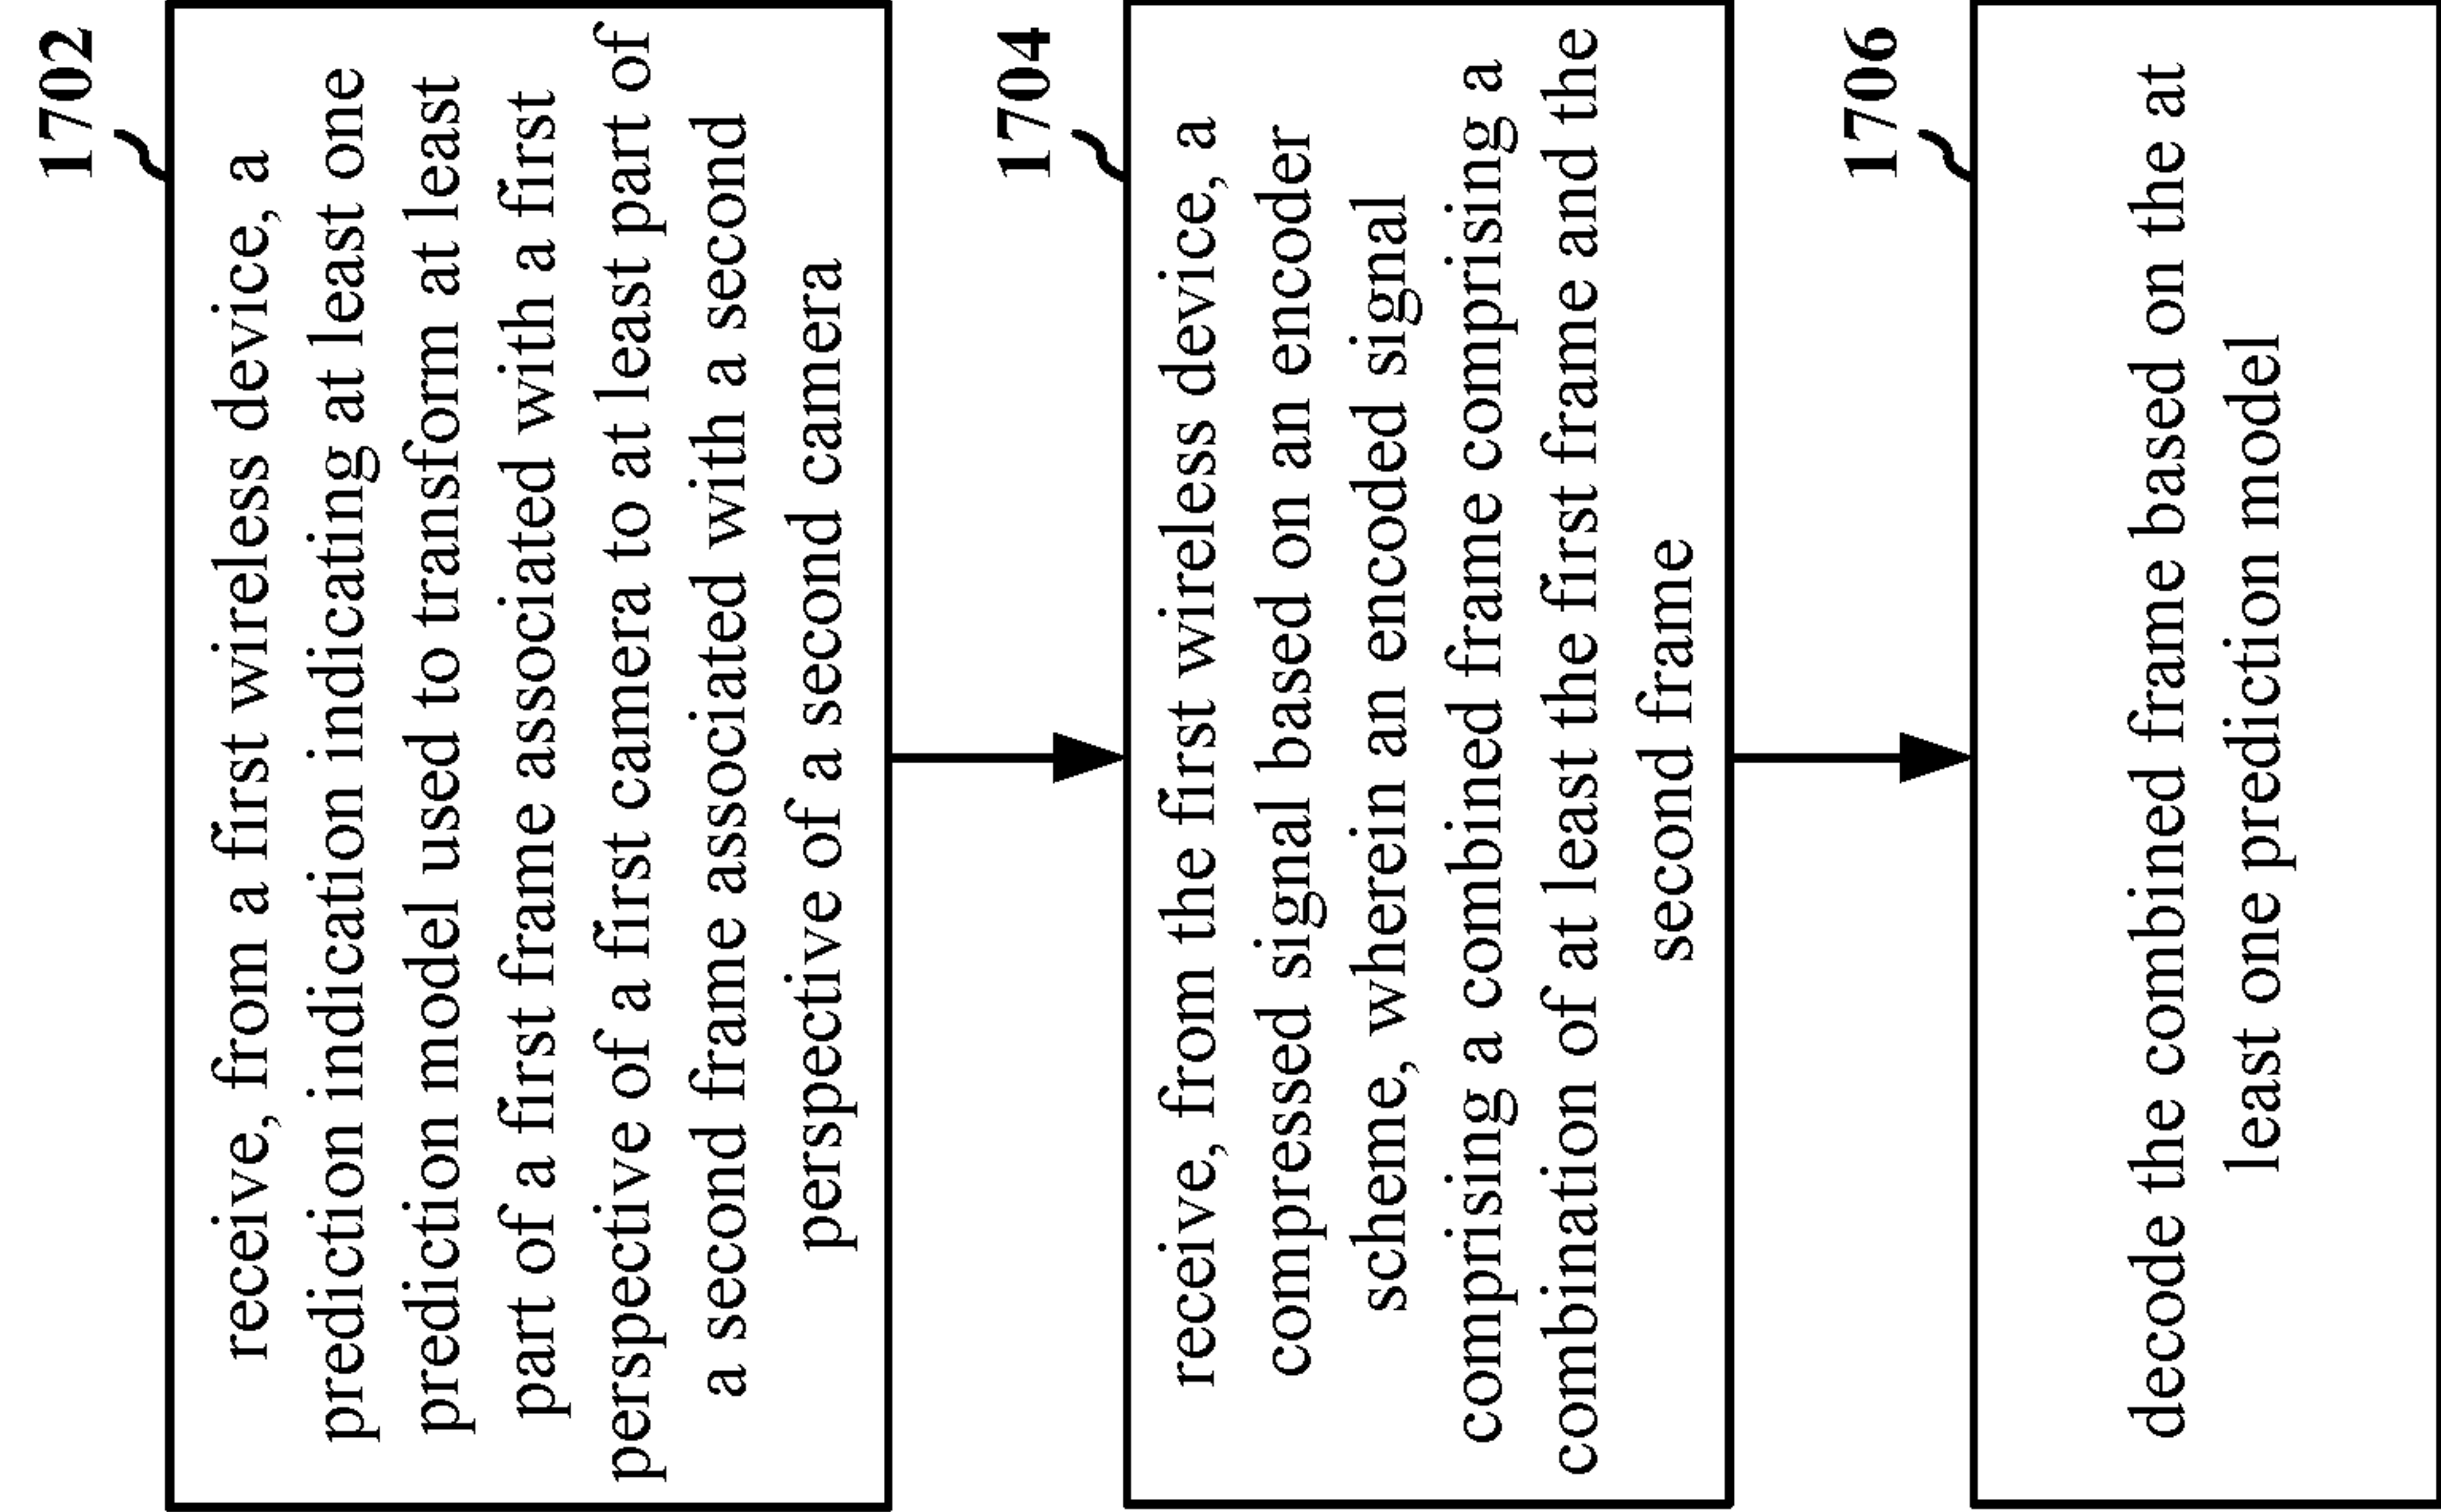 1702
receive, from a first wireless device, a
prediction indication indicating at least one
prediction model used to transform at least
part of a first frame associated with a first
perspective of a first camera to at least part of
a second frame associated with a second
perspective of a second camera
1704
receive, from the first wireless device, a
compressed signal based on an encoder
scheme, wherein an encoded signal
comprising a combined frame comprising a
combination of at least the first frame and the
second frame
1706
decode the combined frame based on the at
least one prediction model